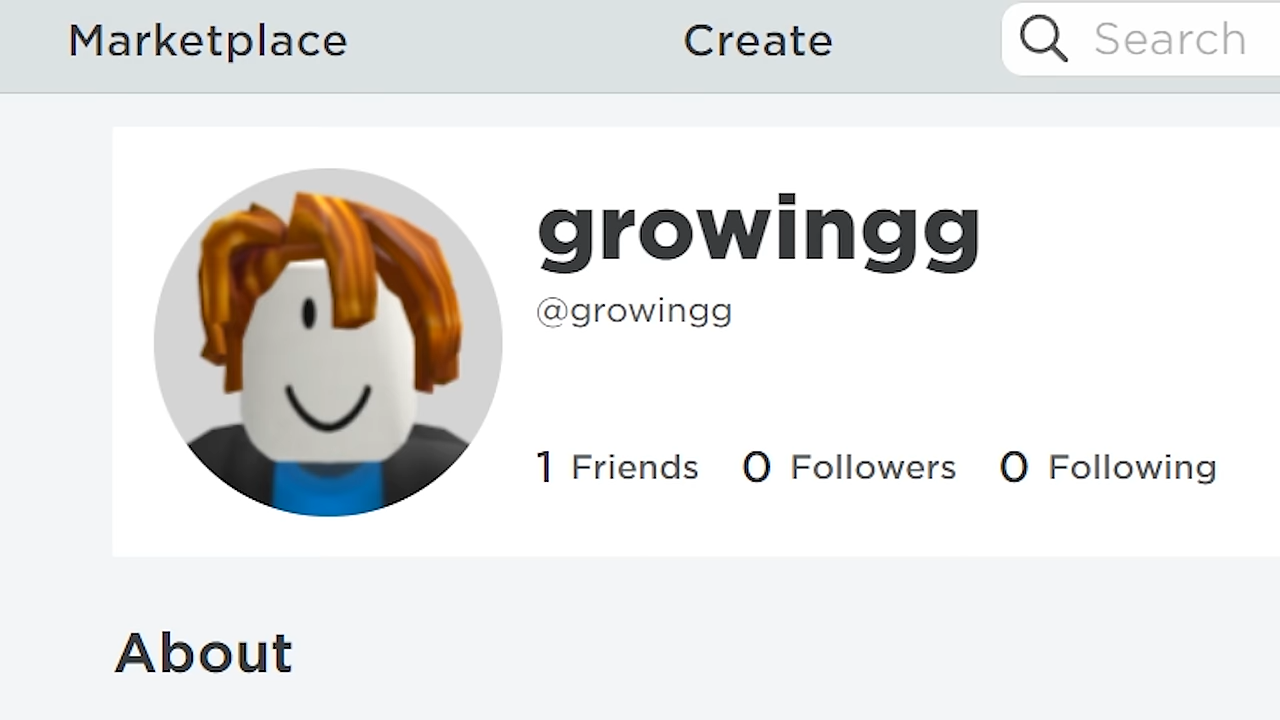 Marketplace Create Search
growingg
@growingg
1 Friends 0 Followers 0 Following
About